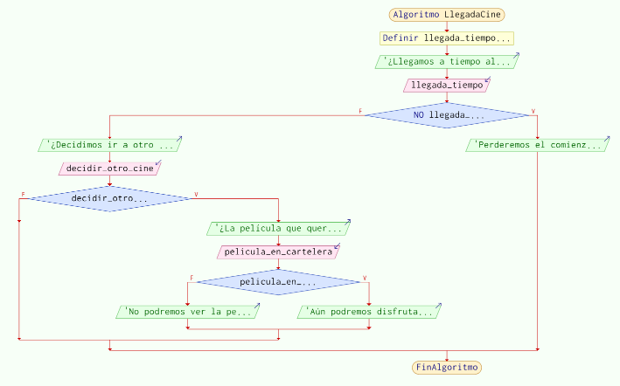 Algoritmo LlegadaCine
Definir llegada_tiempo...
'¿Llegamos a tiempo al...
llegada_tiempo
F
V
NO llegada_...
'¿Decidimos ir a otro ...
'Perderemos el comienz...
decidir_otro_cine
F
V
decidir_otro...
'¿La película que quer...
pelicula_en_cartelera
F
V
pelicula_en_...
'No podremos ver la pe...
'Aún podremos disfruta...
FinAlgoritmo